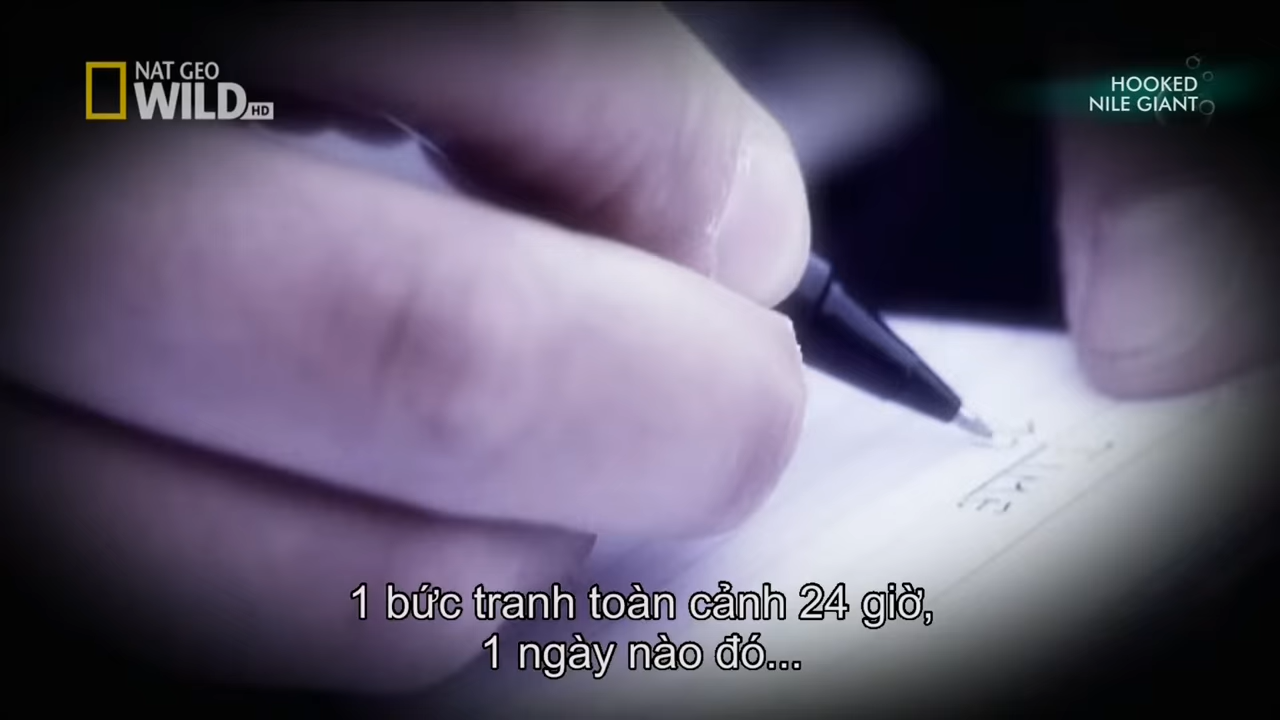 NAT GEO
WILD HD
HOOKED
NILE GIANT
1 bức tranh toàn cảnh 24 giờ,
1 ngày nào đó...